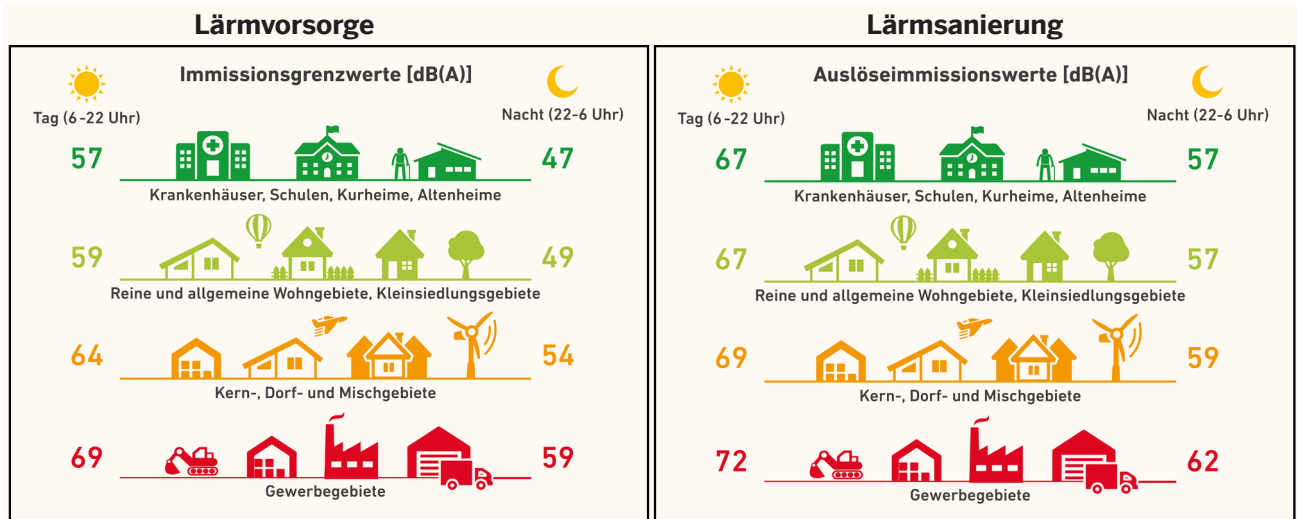 Lärmvorsorge
Immissionsgrenzwerte [dB(A)]
Tag (6-22 Uhr)
Nacht (22-6 Uhr)
57
47
Krankenhäuser, Schulen, Kurheime, Altenheime
59
49
Reine und allgemeine Wohngebiete, Kleinsiedlungsgebiete
64
54
Kern-, Dorf- und Mischgebiete
69
59
Gewerbegebiete
Lärmsanierung
Auslöseimmissionswerte [dB(A)]
Tag (6-22 Uhr)
Nacht (22-6 Uhr)
67
57
Krankenhäuser, Schulen, Kurheime, Altenheime
67
57
Reine und allgemeine Wohngebiete, Kleinsiedlungsgebiete
69
59
Kern-, Dorf- und Mischgebiete
72
62
Gewerbegebiete